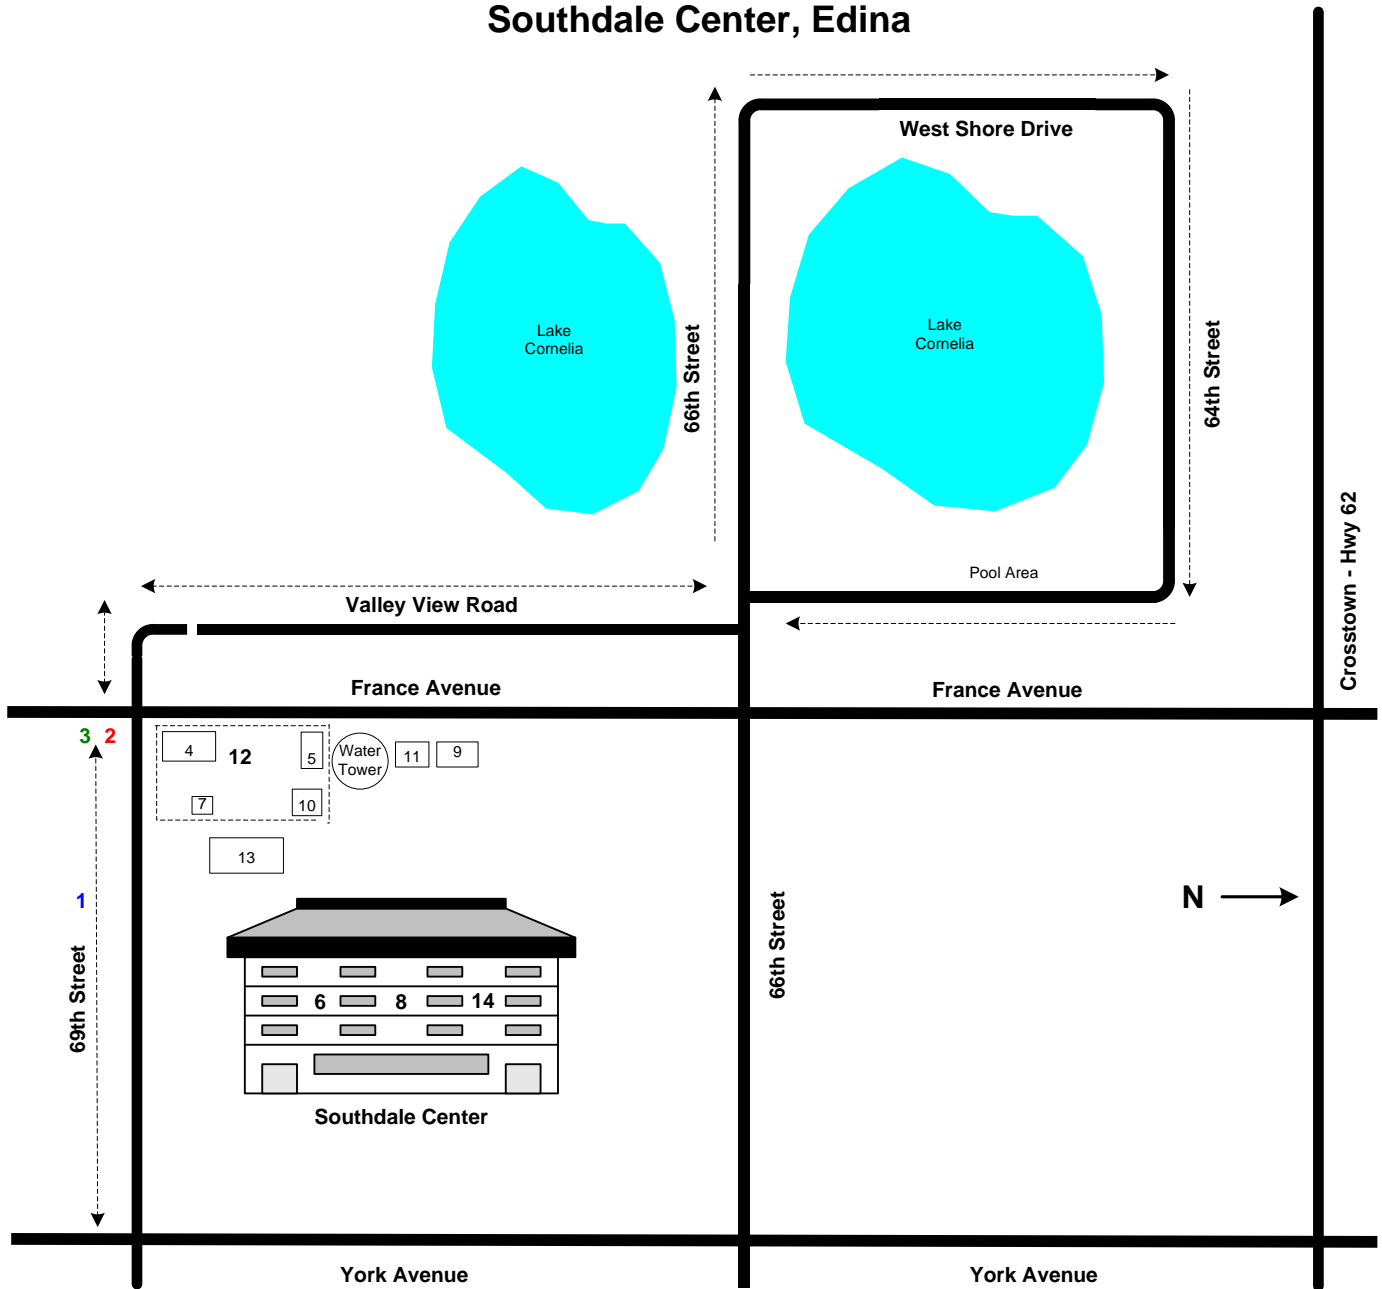 Southdale Center, Edina
West Shore Drive
Lake
Cornelia
Lake
Cornelia
66th Street
64th Street
Pool Area
Crosstown - Hwy 62
Valley View Road
France Avenue
France Avenue
3 2
4
12
5
Water
Tower
11
9
7
10
13
1
N
69th Street
66th Street
6 8 14
Southdale Center
York Avenue
York Avenue